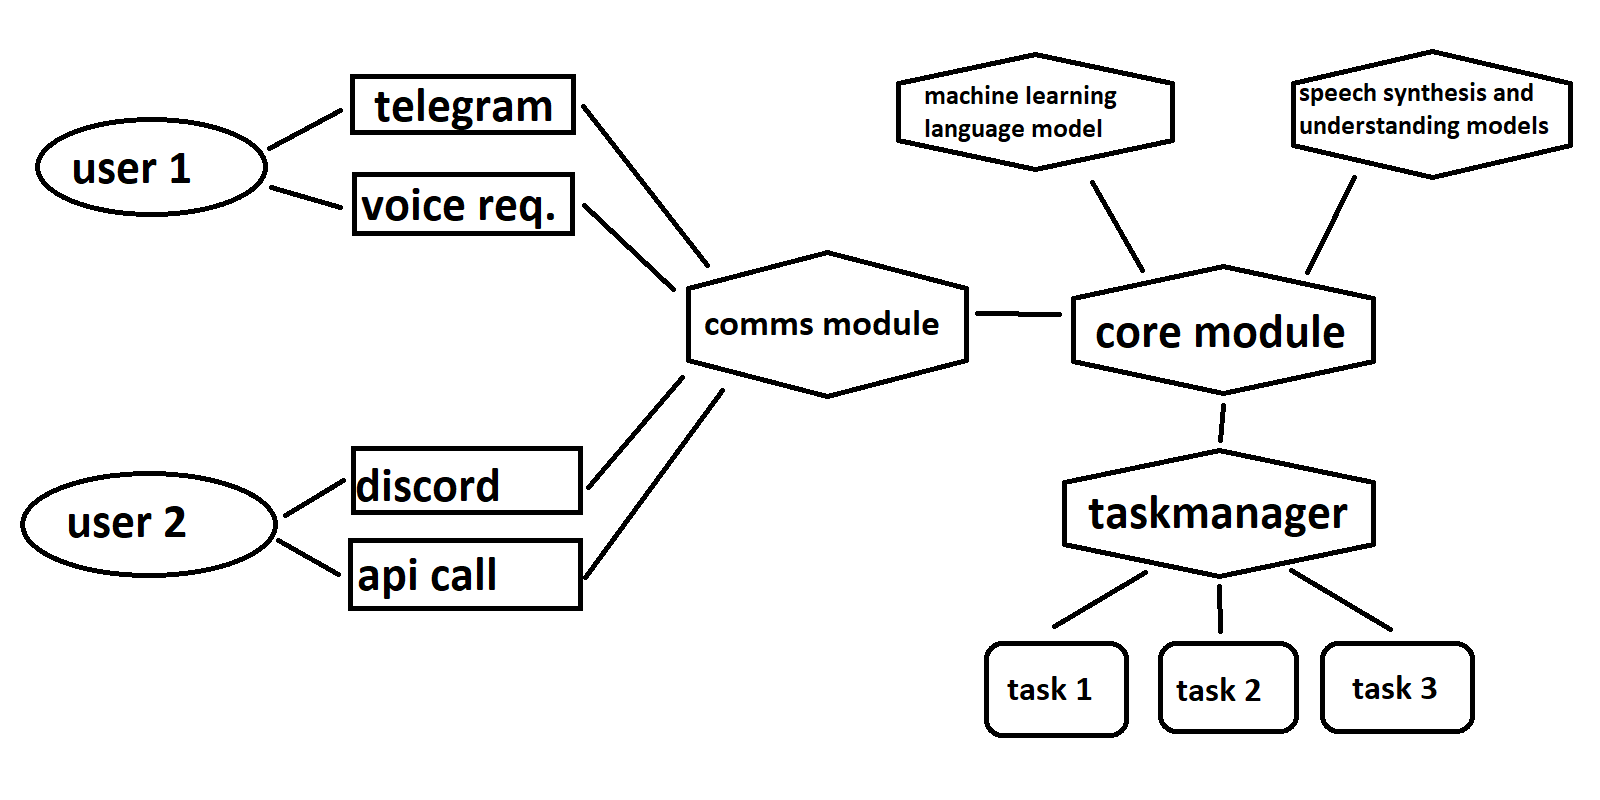 telegram
user 1
voice req.
machine learning
language model
speech synthesis and
understanding models
comms module
core module
discord
user 2
api call
taskmanager
task 1
task 2
task 3